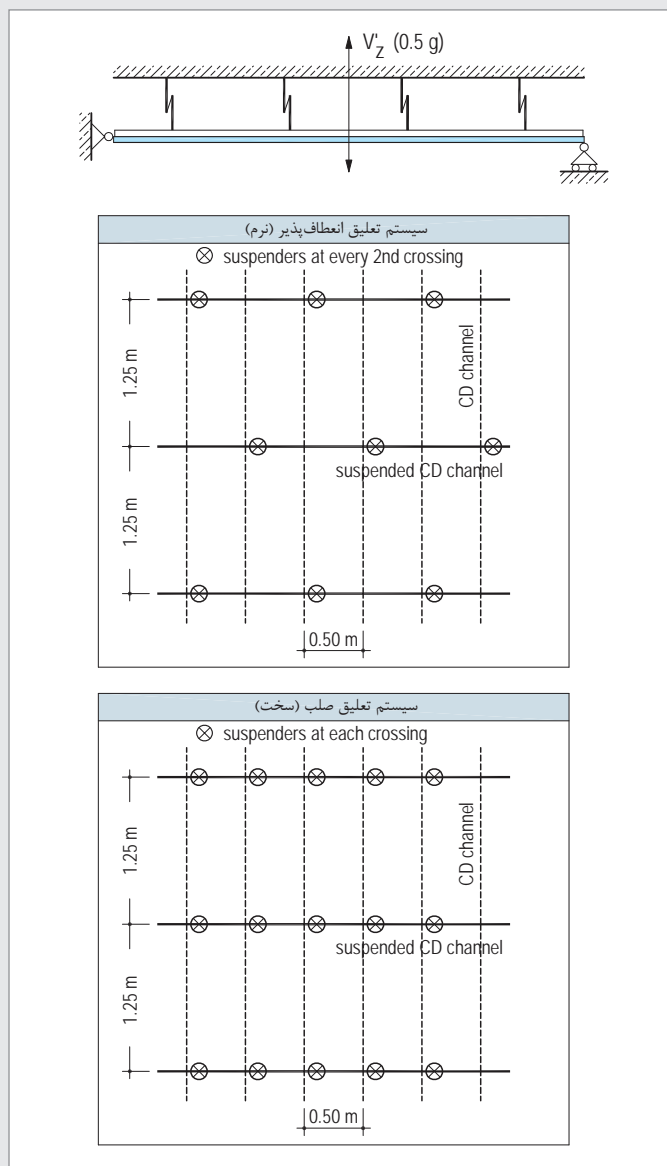 V'z (0.5 g)
سیستم تعلیق انعطاف‌پذیر (نرم)
⊗ suspenders at every 2nd crossing
1.25 m
CD channel
suspended CD channel
1.25 m
0.50 m
سیستم تعلیق صلب (سخت)
⊗ suspenders at each crossing
1.25 m
CD channel
suspended CD channel
1.25 m
0.50 m